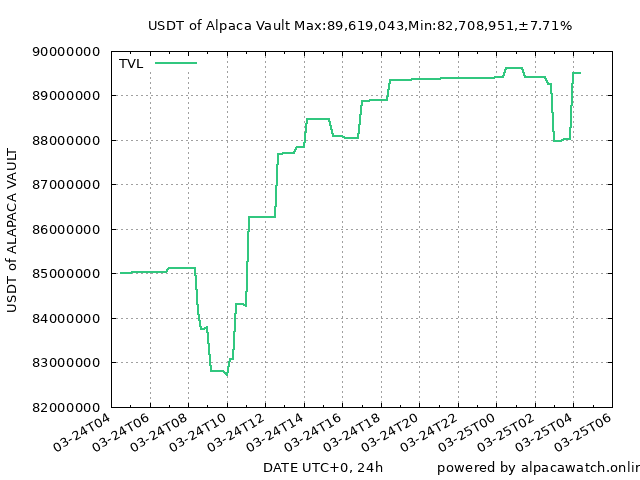 USDT of Alpaca Vault Max:89,619,043,Min:82,708,951,±7.71%
TVL
90000000
89000000
88000000
87000000
86000000
85000000
84000000
83000000
82000000
USDT of ALAPACA VAULT
03-24T04
03-24T06
03-24T08
03-24T10
03-24T12
03-24T14
03-24T16
03-24T18
03-24T20
03-24T22
03-25T00
03-25T02
03-25T04
03-25T06
DATE UTC+0, 24h
powered by alpacawatch.onlin